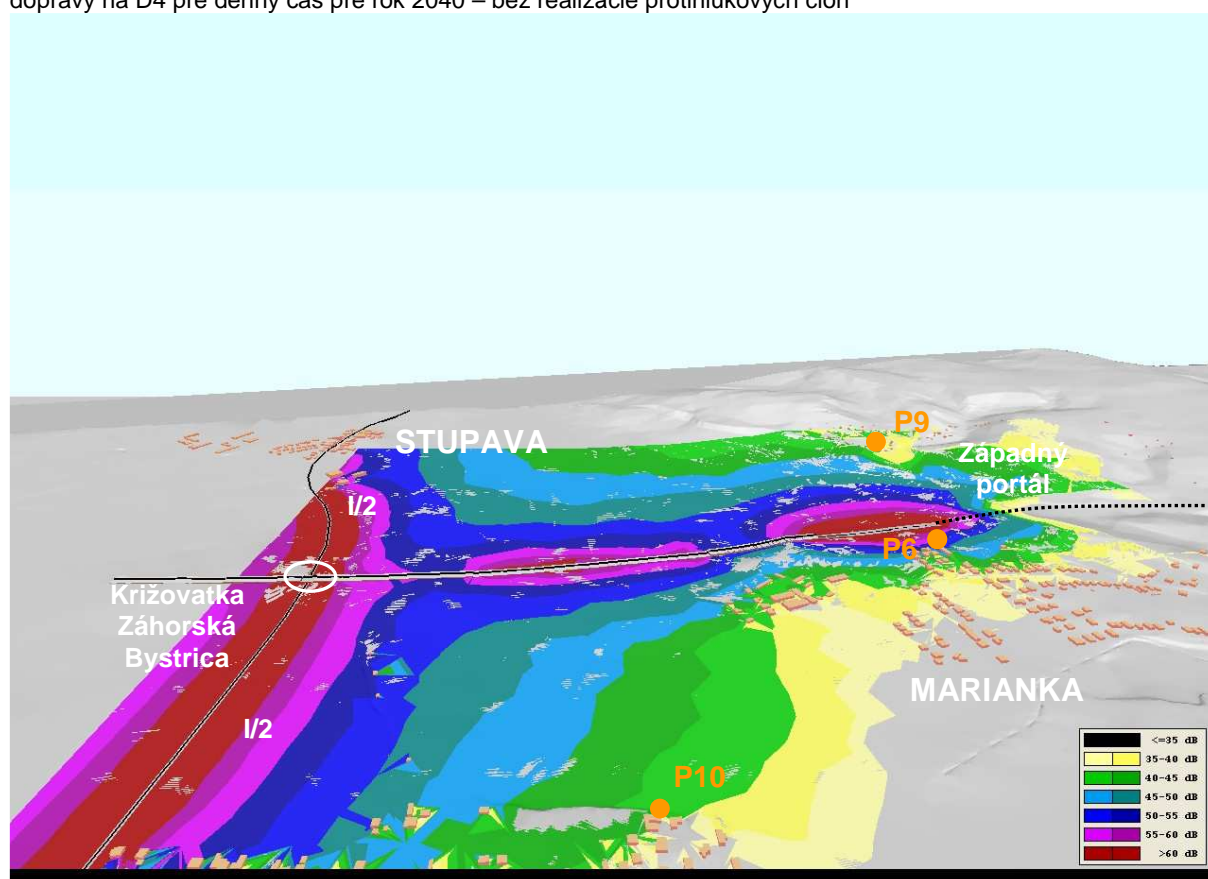 dopravy na D4 pre denný čas pre rok 2040 – bez realizácie protihlukových clôn
P9
STUPAVA
Západný
portál
I/2
P6
Križovatka
Záhorská
Bystrica
MARIANKA
I/2
P10
<=35 dB
35-40 dB
40-45 dB
45-50 dB
50-55 dB
55-60 dB
>60 dB